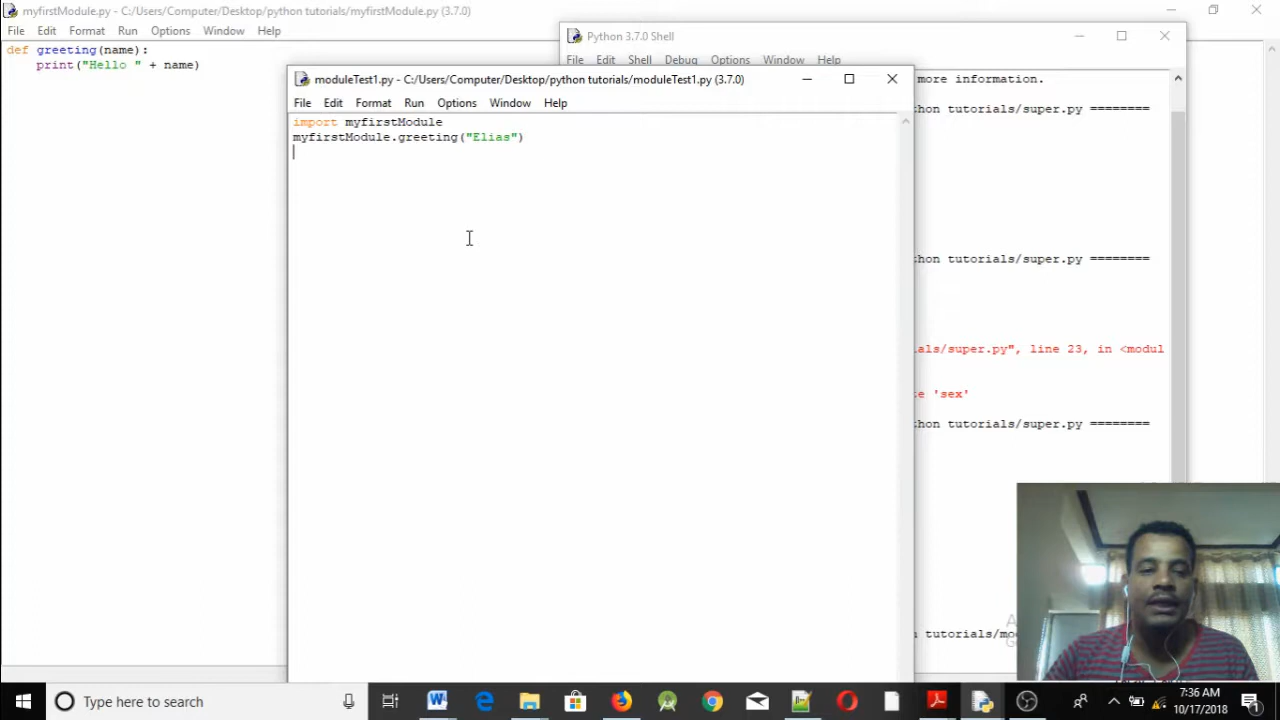 myfirstModule.py - C:/Users/Computer/Desktop/python tutorials/myfirstModule.py (3.7.0)
File Edit Format Run Options Window Help
def greeting(name):
print("Hello " + name)
Python 3.7.0 Shell
File Edit Shell Debug Options Window Help
more information.
thon tutorials/super.py ========
thon tutorials/super.py ========
ials/super.py", line 23, in <modul
te 'sex'
thon tutorials/super.py ========
tutorials/mo
moduleTest1.py - C:/Users/Computer/Desktop/python tutorials/moduleTest1.py (3.7.0)
File Edit Format Run Options Window Help
import myfirstModule
myfirstModule.greeting("Elias")
Type here to search
7:36 AM
10/17/2018